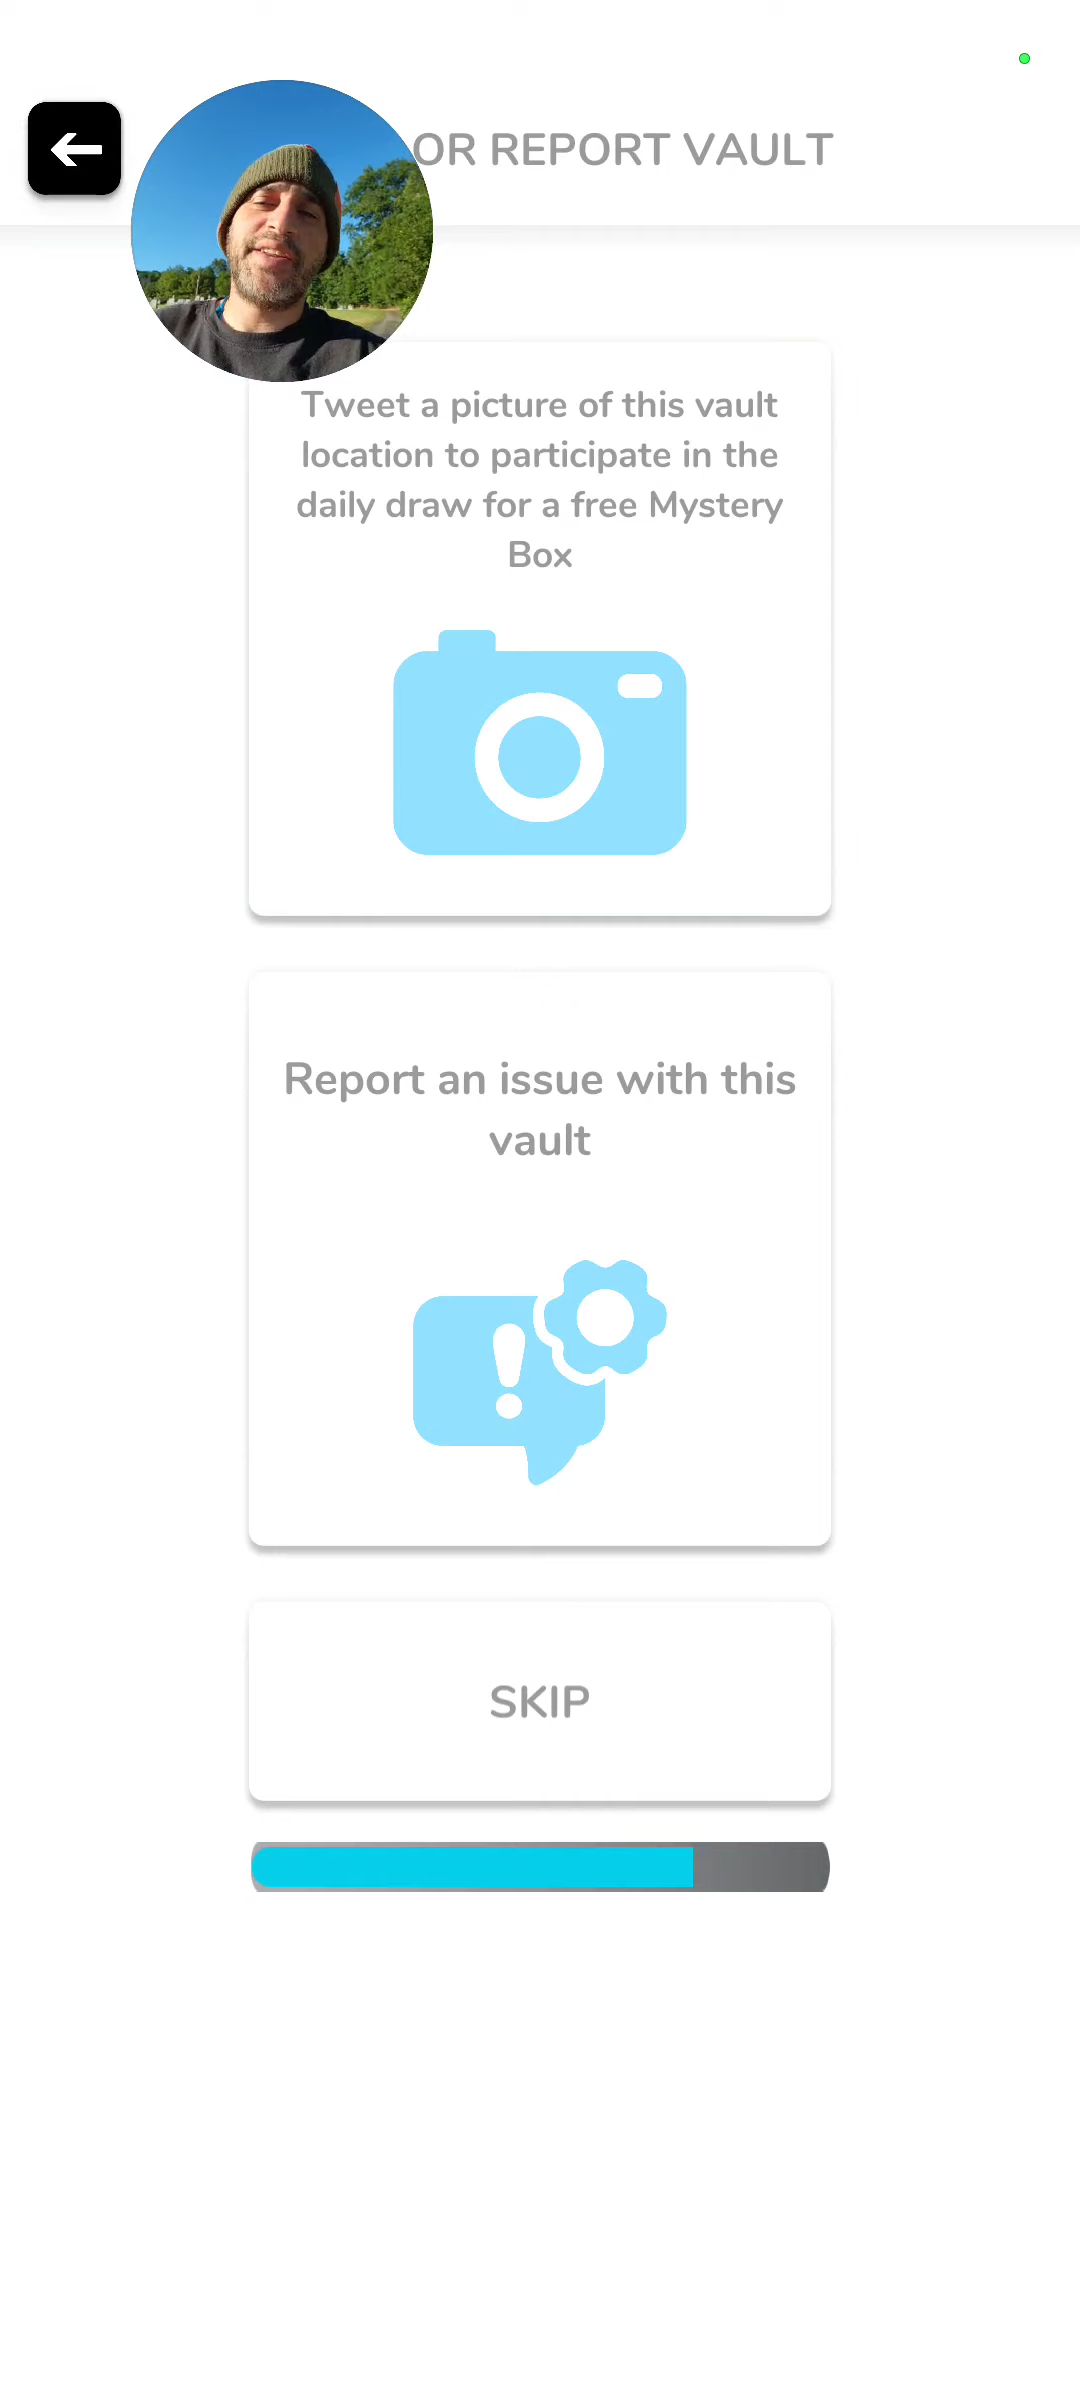 OR REPORT VAULT
Tweet a picture of this vault
location to participate in the
daily draw for a free Mystery
Box
Report an issue with this
vault
SKIP